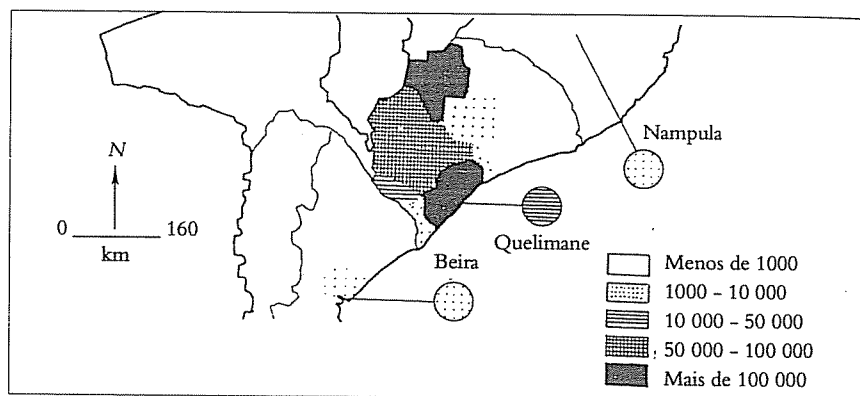 Nampula
N
0 160
km
Quelimane
Beira
Menos de 1000
1000 – 10 000
10 000 – 50 000
50 000 – 100 000
Mais de 100 000